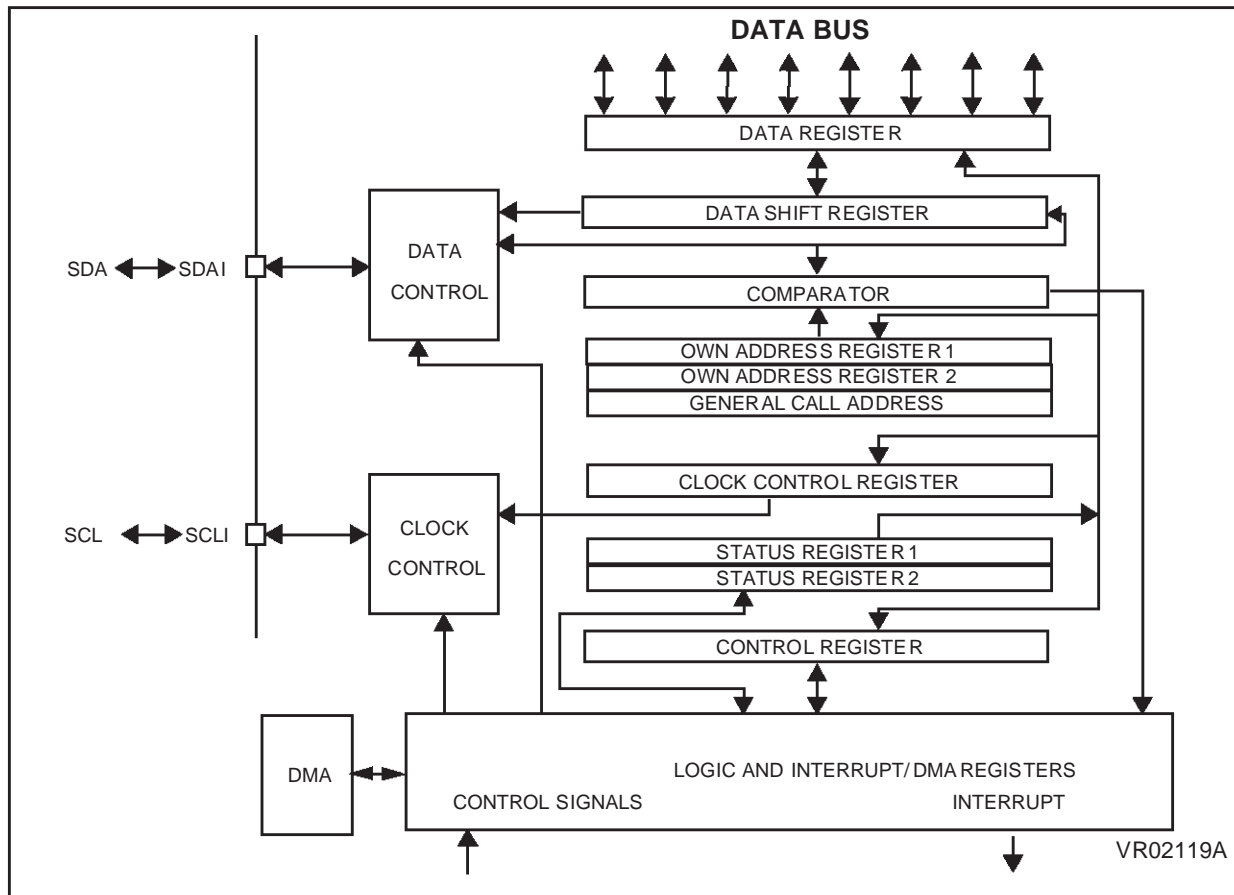 DATA BUS
DATA REGISTER
DATA SHIFT REGISTER
DATA
CONTROL
SDA
SDAI
COMPARATOR
OWN ADDRESS REGISTER 1
OWN ADDRESS REGISTER 2
GENERAL CALL ADDRESS
CLOCK CONTROL REGISTER
SCL
SCLI
CLOCK
CONTROL
STATUS REGISTER 1
STATUS REGISTER 2
CONTROL REGISTER
DMA
LOGIC AND INTERRUPT/DMA REGISTERS
CONTROL SIGNALS
INTERRUPT
VR02119A